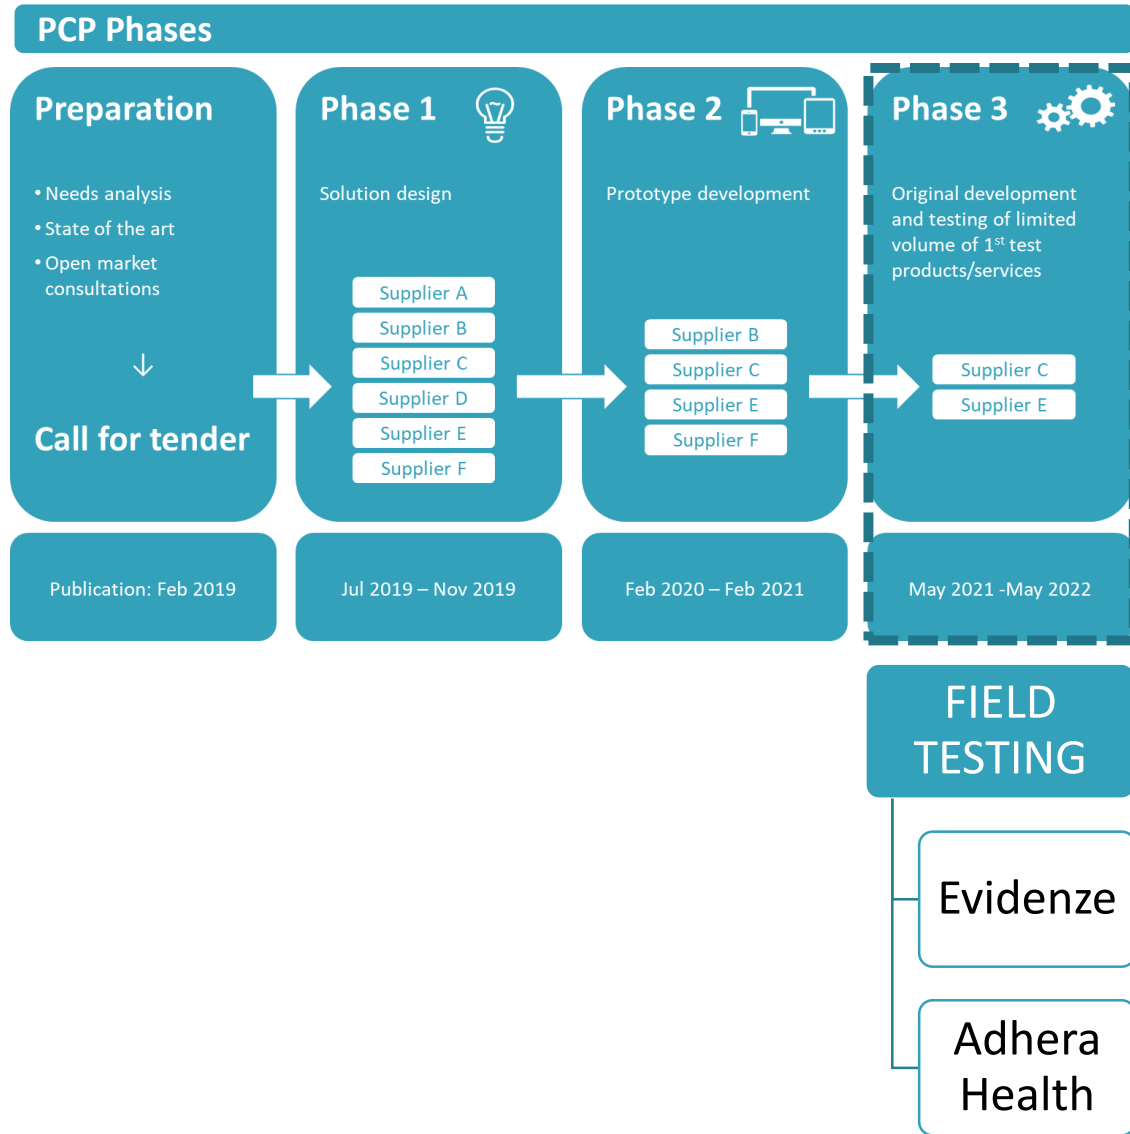 PCP Phases
Preparation
• Needs analysis
• State of the art
• Open market
consultations
Call for tender
Publication: Feb 2019
Phase 1
Solution design
Supplier A
Supplier B
Supplier C
Supplier D
Supplier E
Supplier F
Jul 2019 – Nov 2019
Phase 2
Prototype development
Supplier B
Supplier C
Supplier E
Supplier F
Feb 2020 – Feb 2021
Phase 3
Original development
and testing of limited
volume of 1st test
products/services
Supplier C
Supplier E
May 2021 -May 2022
FIELD
TESTING
Evidenze
Adhera
Health